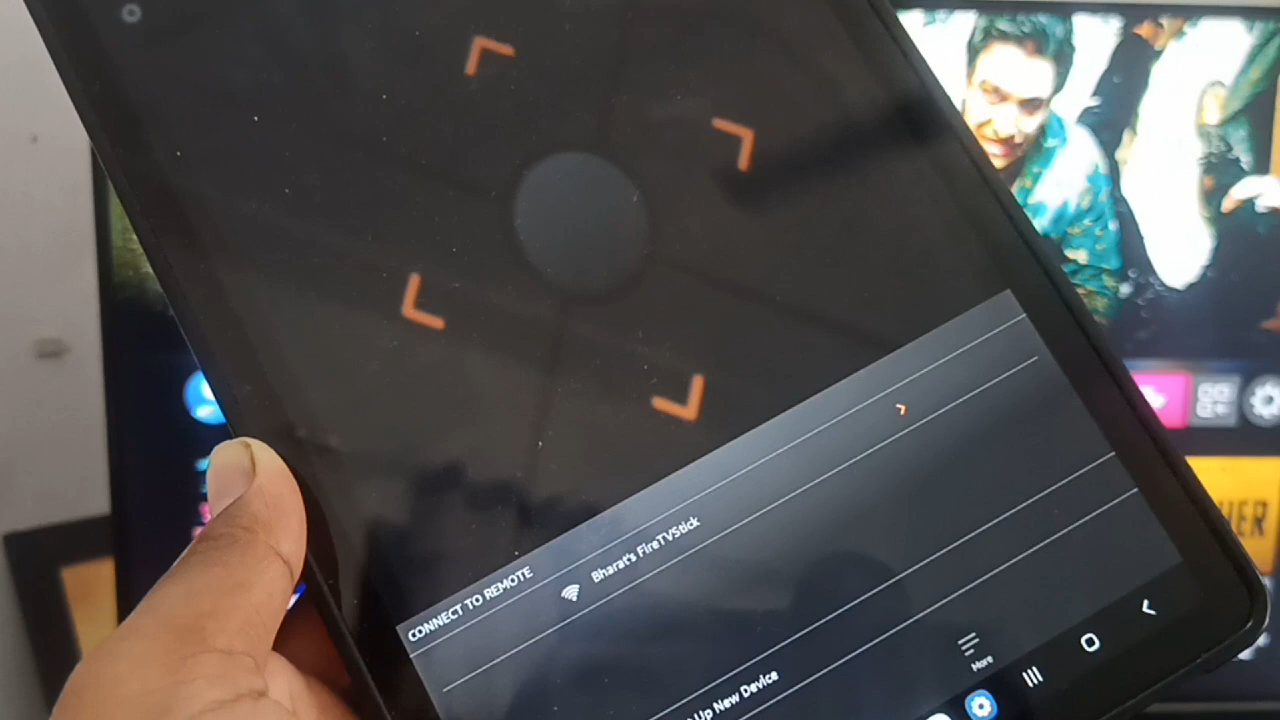 CONNECT TO REMOTE
Bharat's FireTVStick
Up New Device
More